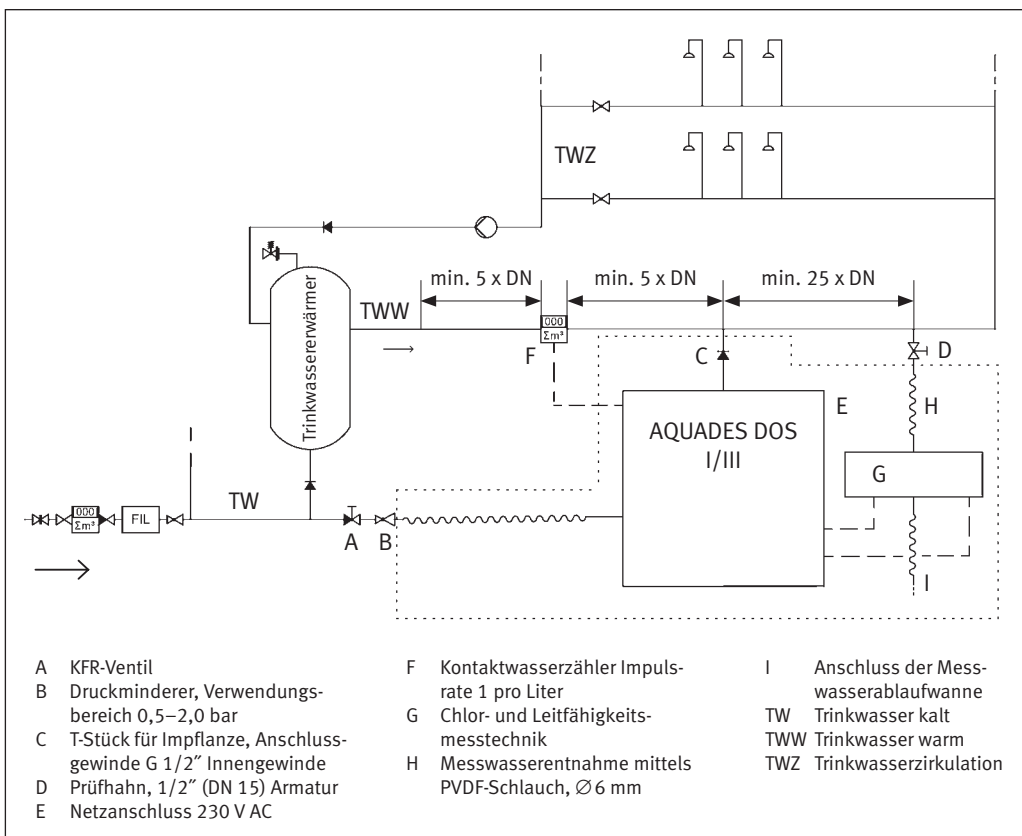 TWZ
min. 5 x DN
min. 5 x DN
min. 25 x DN
Trinkwassererwärmer
TWW
000
Σm³
F
C
D
E
H
AQUADES DOS
I/III
G
TW
000
Σm³
FIL
A
B
I
A KFR-Ventil
B Druckminderer, Verwendungs-
bereich 0,5–2,0 bar
C T-Stück für Impflanze, Anschluss-
gewinde G 1/2″ Innengewinde
D Prüfhahn, 1/2″ (DN 15) Armatur
E Netzanschluss 230 V AC
F Kontaktwasserzähler Impuls-
rate 1 pro Liter
G Chlor- und Leitfähigkeits-
messtechnik
H Messwasserentnahme mittels
PVDF-Schlauch, Ø 6 mm
I Anschluss der Mess-
wasserablaufwanne
TW Trinkwasser kalt
TWW Trinkwasser warm
TWZ Trinkwasserzirkulation